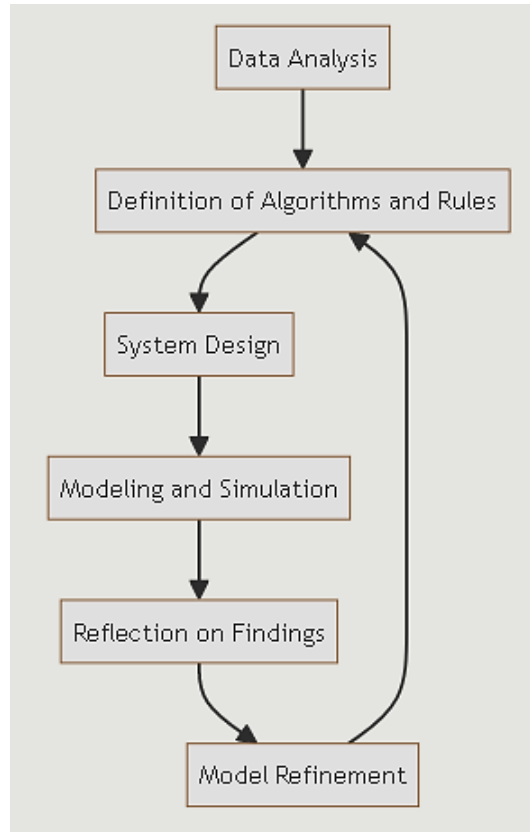 Data Analysis
Definition of Algorithms and Rules
System Design
Modeling and Simulation
Reflection on Findings
Model Refinement